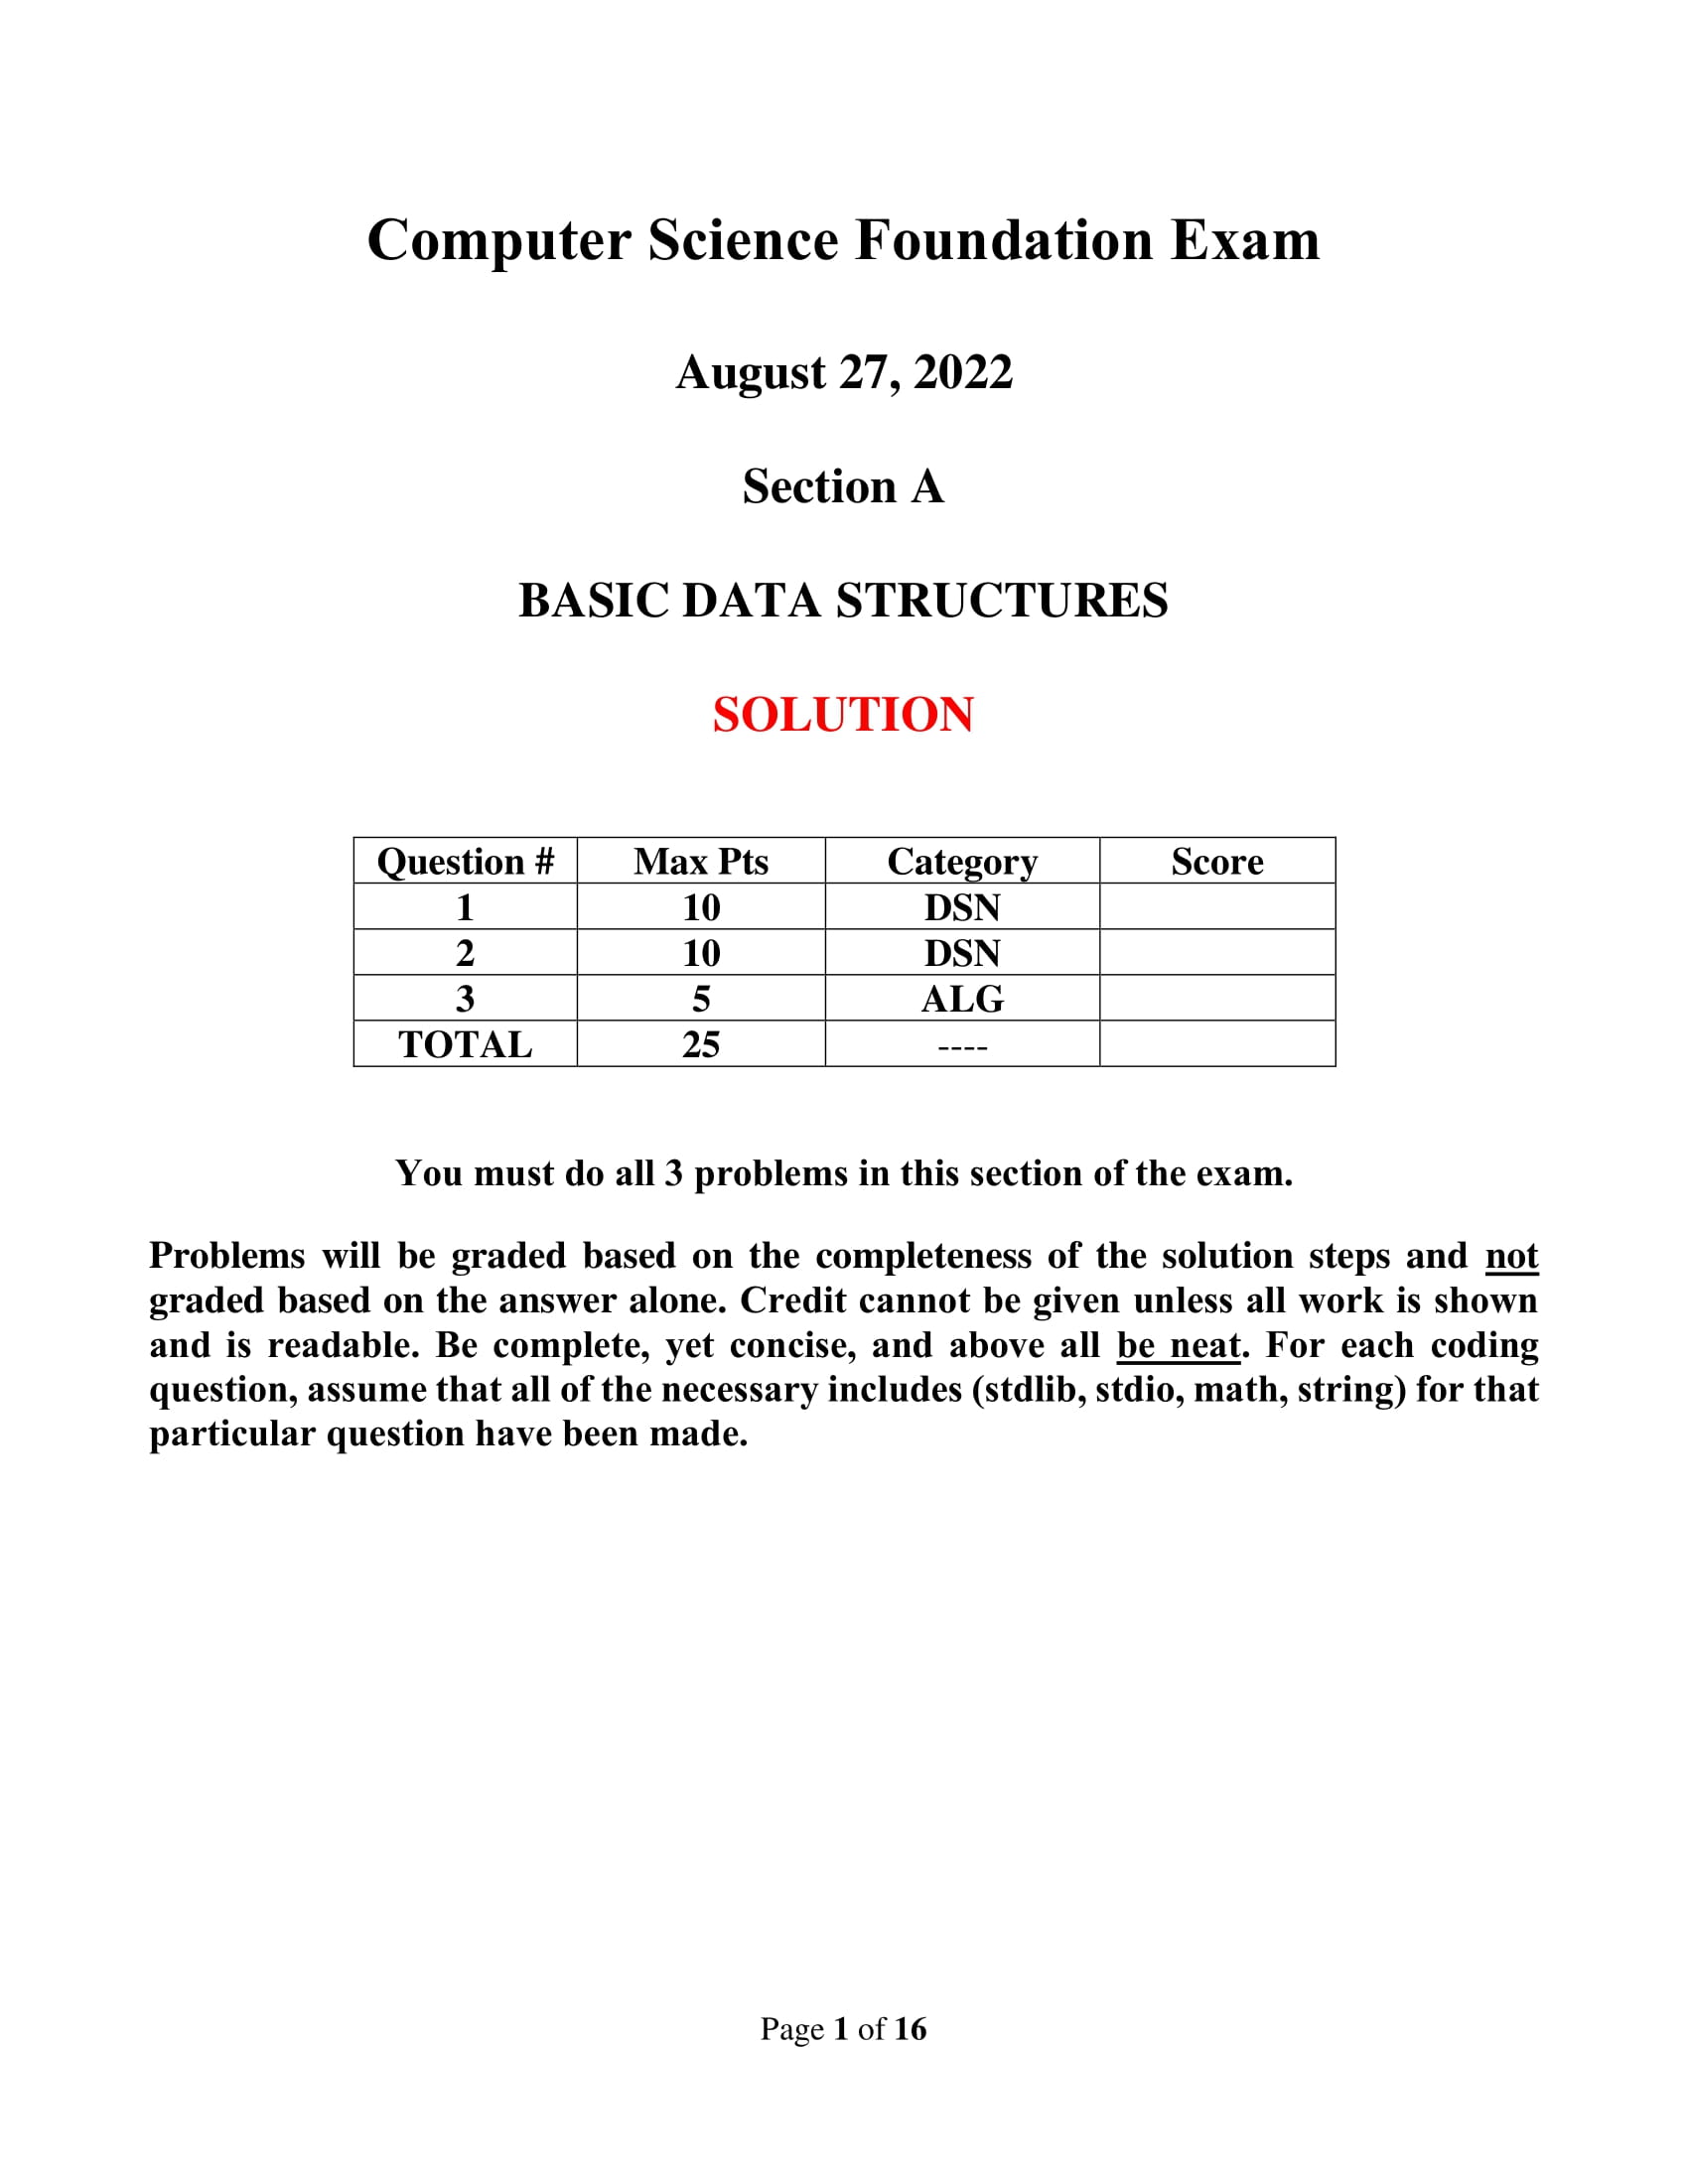 Computer Science Foundation Exam
August 27, 2022
Section A
BASIC DATA STRUCTURES
SOLUTION
Question # Max Pts Category Score
1 10 DSN
2 10 DSN
3 5 ALG
TOTAL 25 ----
You must do all 3 problems in this section of the exam.
Problems will be graded based on the completeness of the solution steps and not
graded based on the answer alone. Credit cannot be given unless all work is shown
and is readable. Be complete, yet concise, and above all be neat. For each coding
question, assume that all of the necessary includes (stdlib, stdio, math, string) for that
particular question have been made.
Page 1 of 16